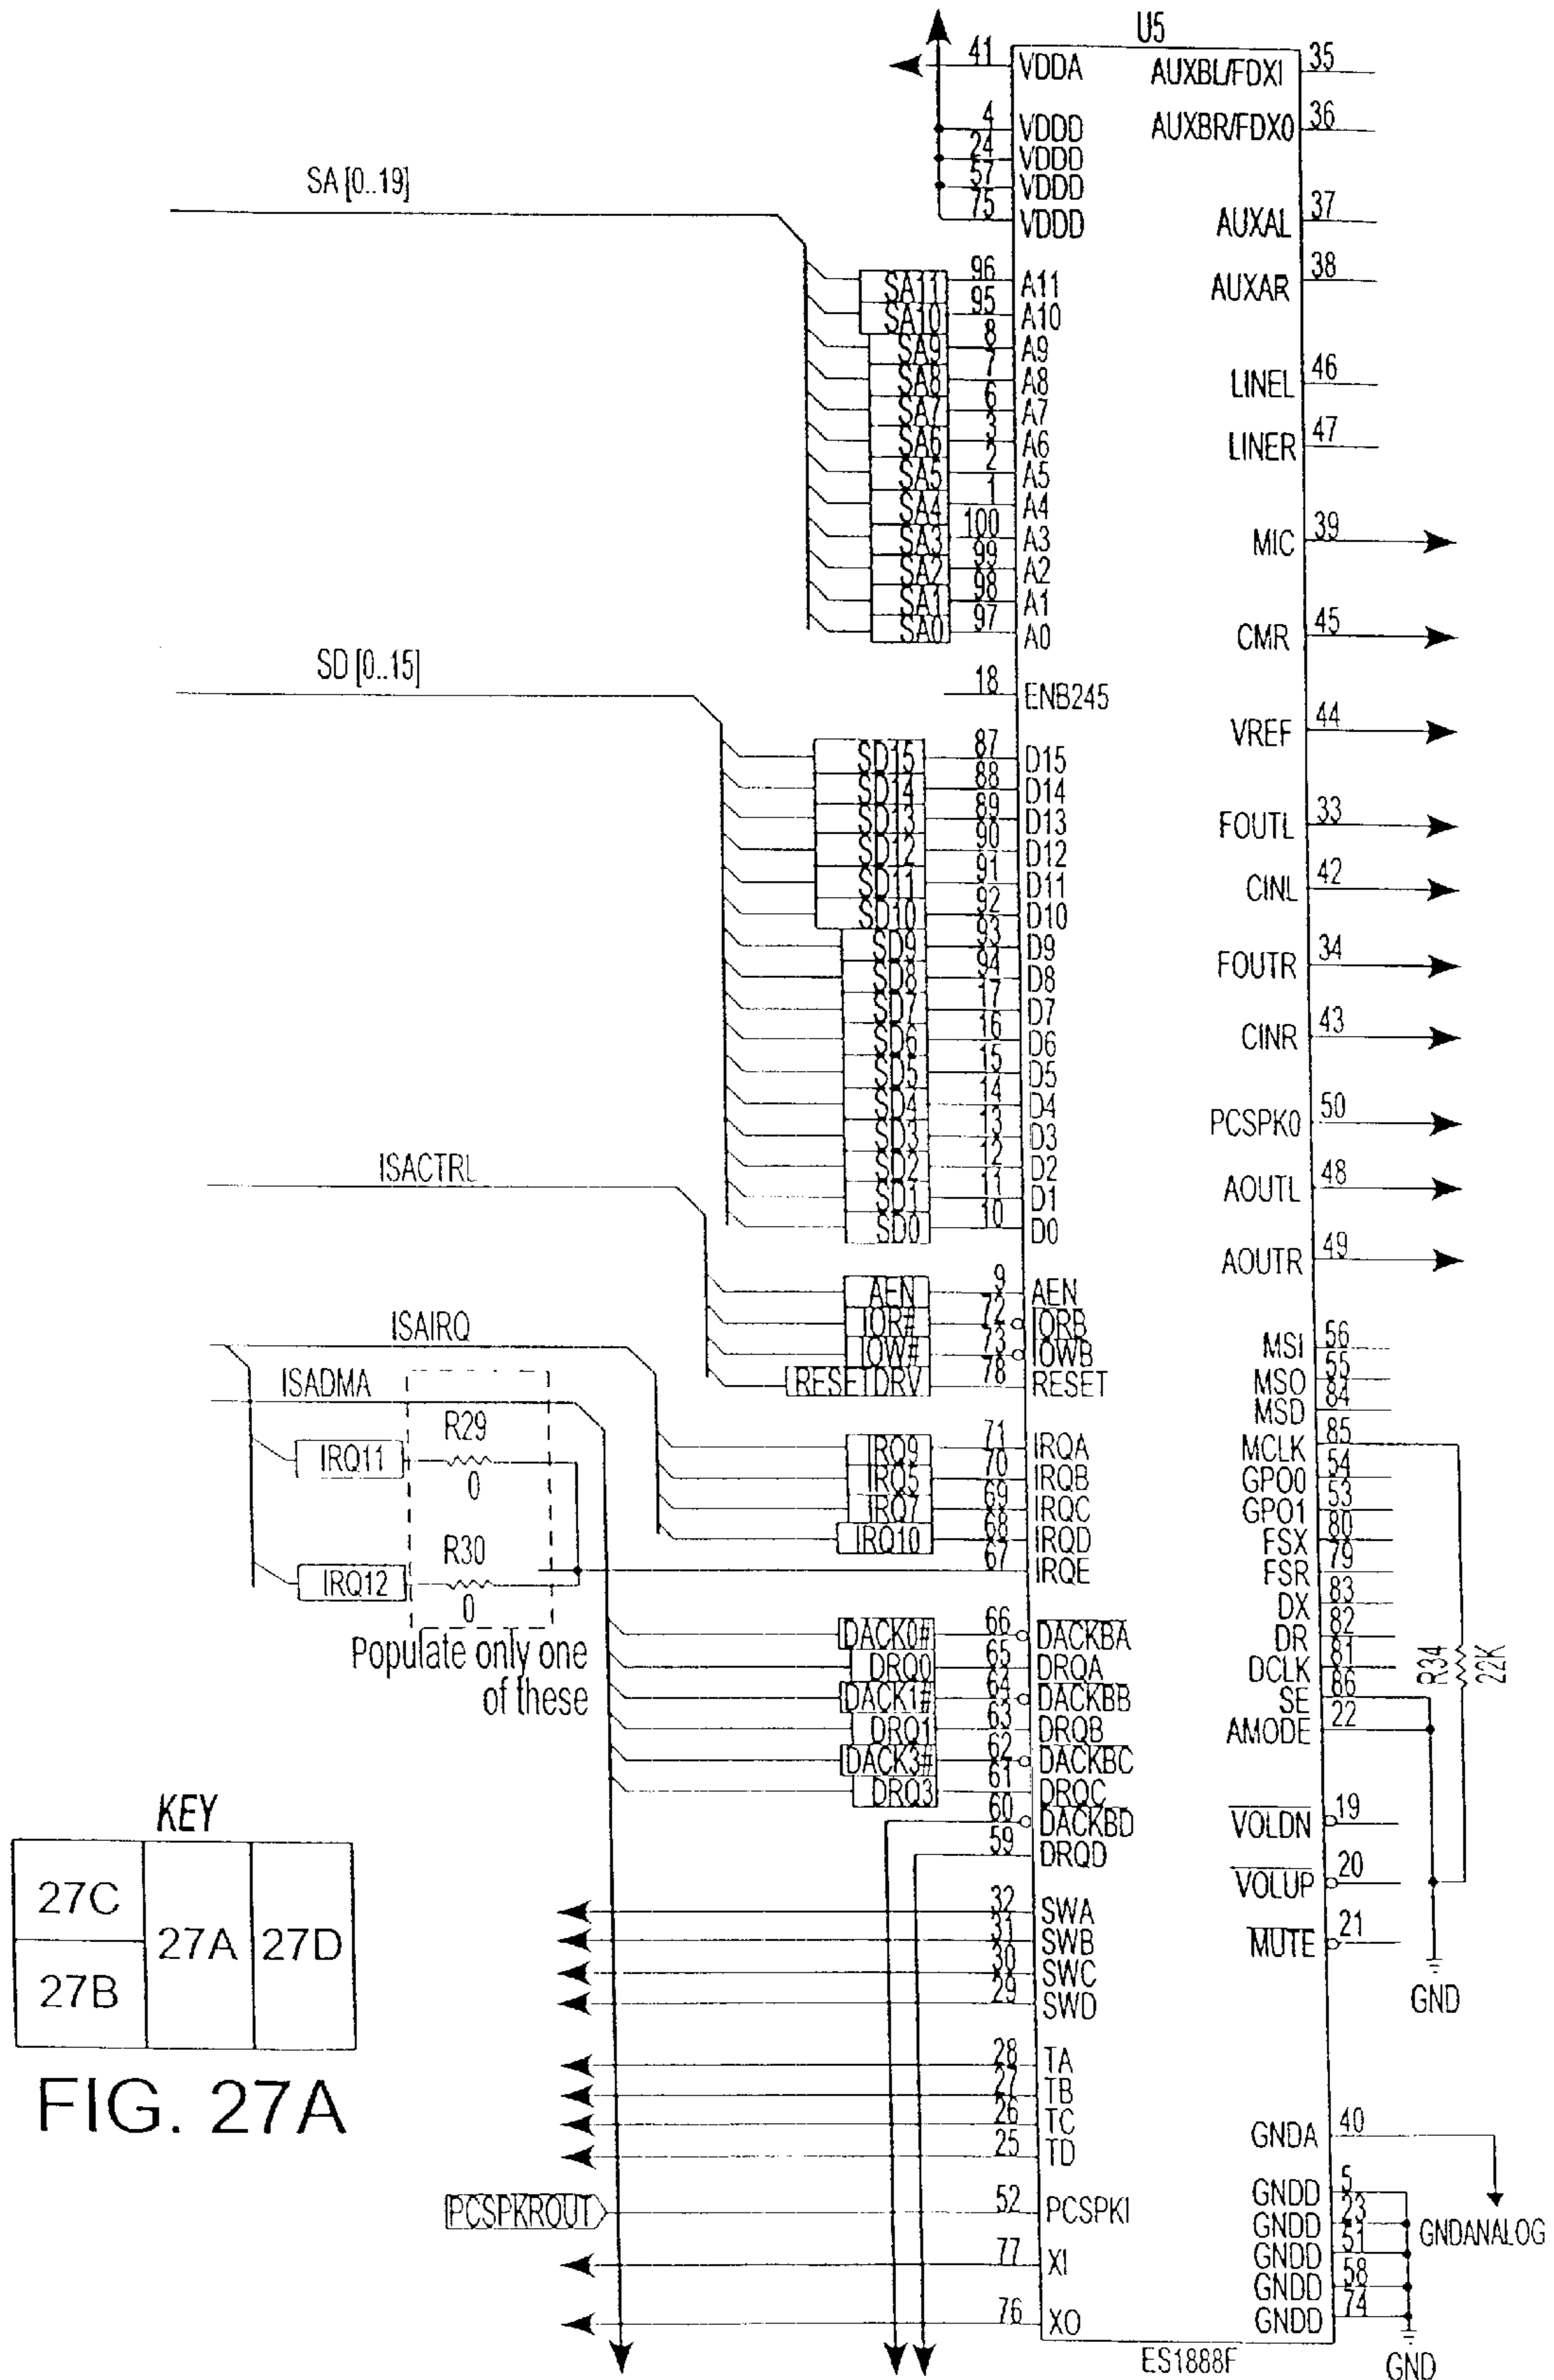 U5
41 VDDA
4 VDDD
24 VDDD
57 VDDD
75 VDDD
SA [0..19]
SA11 96 A11
SA10 95 A10
SA9 8 A9
SA8 7 A8
SA7 6 A7
SA6 3 A6
SA5 2 A5
SA4 1 A4
SA3 100 A3
SA2 99 A2
SA1 98 A1
SA0 97 A0
SD [0..15]
18 ENB245
SD15 87 D15
SD14 88 D14
SD13 89 D13
SD12 90 D12
SD11 91 D11
SD10 92 D10
SD9 93 D9
SD8 94 D8
SD7 17 D7
SD6 16 D6
SD5 15 D5
SD4 14 D4
SD3 13 D3
SD2 12 D2
SD1 11 D1
SD0 10 D0
ISACTRL
AEN 9 AEN
IOR# 72 IORB
IOW# 73 IOWB
RESETDRV 78 RESET
ISAIRQ
ISADMA
IRQ11 R29 0
IRQ12 R30 0
Populate only one
of these
IRQ9 71 IRQA
IRQ5 70 IRQB
IRQ7 69 IRQC
IRQ10 68 IRQD
67 IRQE
DACK0# 66 DACKBA
DRQ0 65 DRQA
DACK1# 64 DACKBB
DRQ1 63 DRQB
DACK3# 62 DACKBC
DRQ3 61 DRQC
60 DACKBD
59 DRQD
32 SWA
31 SWB
30 SWC
29 SWD
28 TA
27 TB
26 TC
25 TD
PCSPKROUT 52 PCSPKI
77 XI
76 XO
AUXBL/FDXI 35
AUXBR/FDX0 36
AUXAL 37
AUXAR 38
LINEL 46
LINER 47
MIC 39
CMR 45
VREF 44
FOUTL 33
CINL 42
FOUTR 34
CINR 43
PCSPK0 50
AOUTL 48
AOUTR 49
MSI 56
MSO 55
MSD 84
MCLK 85
GPO0 54
GPO1 53
FSX 80
FSR 79
DX 83
DR 82
DCLK 81
SE 86
AMODE 22
R34
22K
VOLDN 19
VOLUP 20
MUTE 21
GND
GNDA 40
GNDD 5
GNDD 23
GNDD 51
GNDD 58
GNDD 74
GNDANALOG
GND
ES1888F
KEY
27C
27B
27A
27D
FIG. 27A